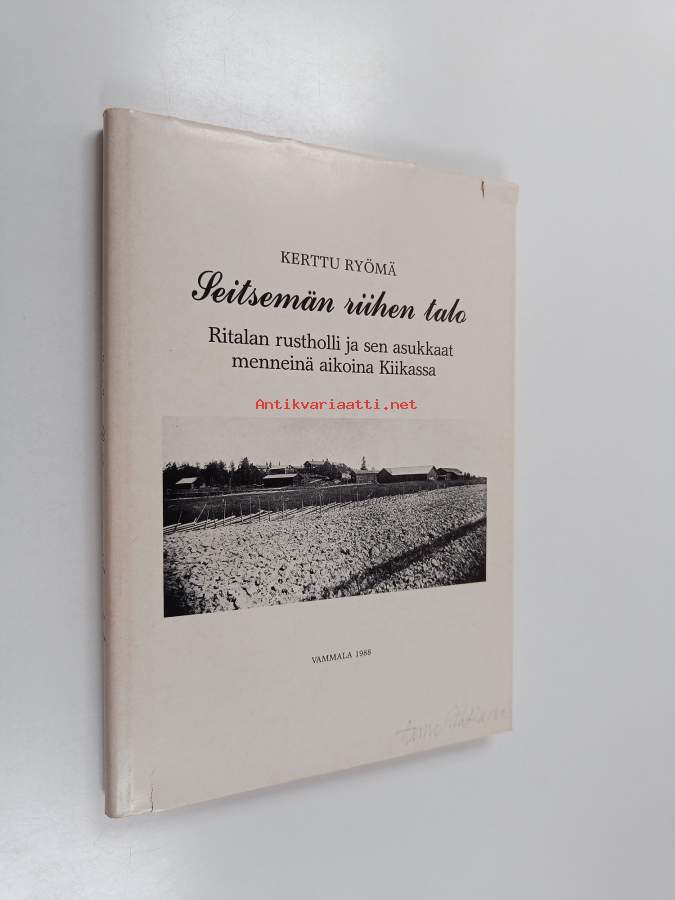 KERTTU RYÖMÄ
Seitsemän riihen talo
Ritalan rustholli ja sen asukkaat
menneinä aikoina Kiikassa
Antikvariaatti.net
VAMMALA 1988